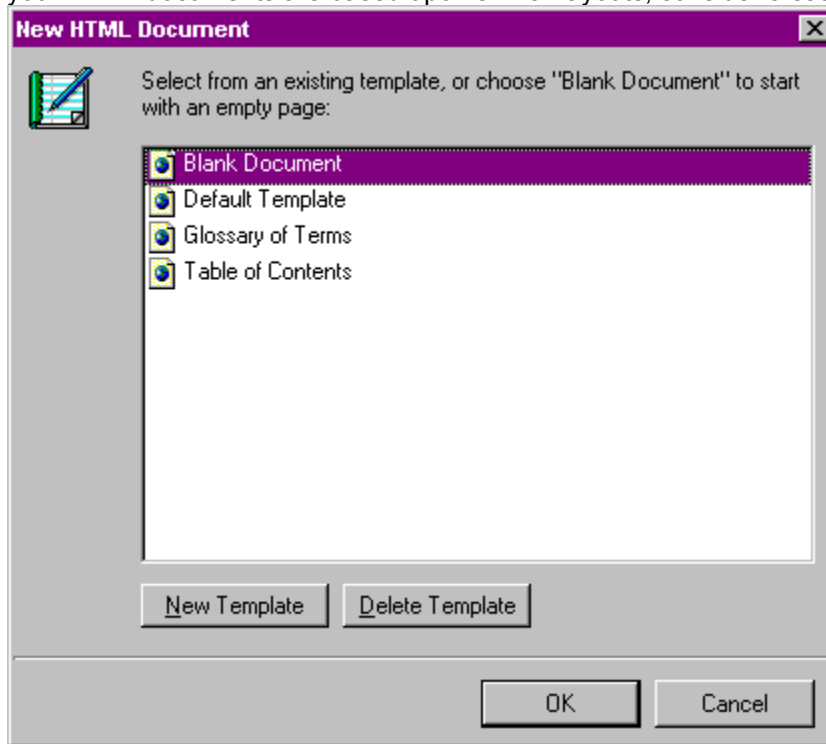 New HTML Document
Select from an existing template, or choose "Blank Document" to start
with an empty page:
Blank Document
Default Template
Glossary of Terms
Table of Contents
New Template Delete Template
OK Cancel